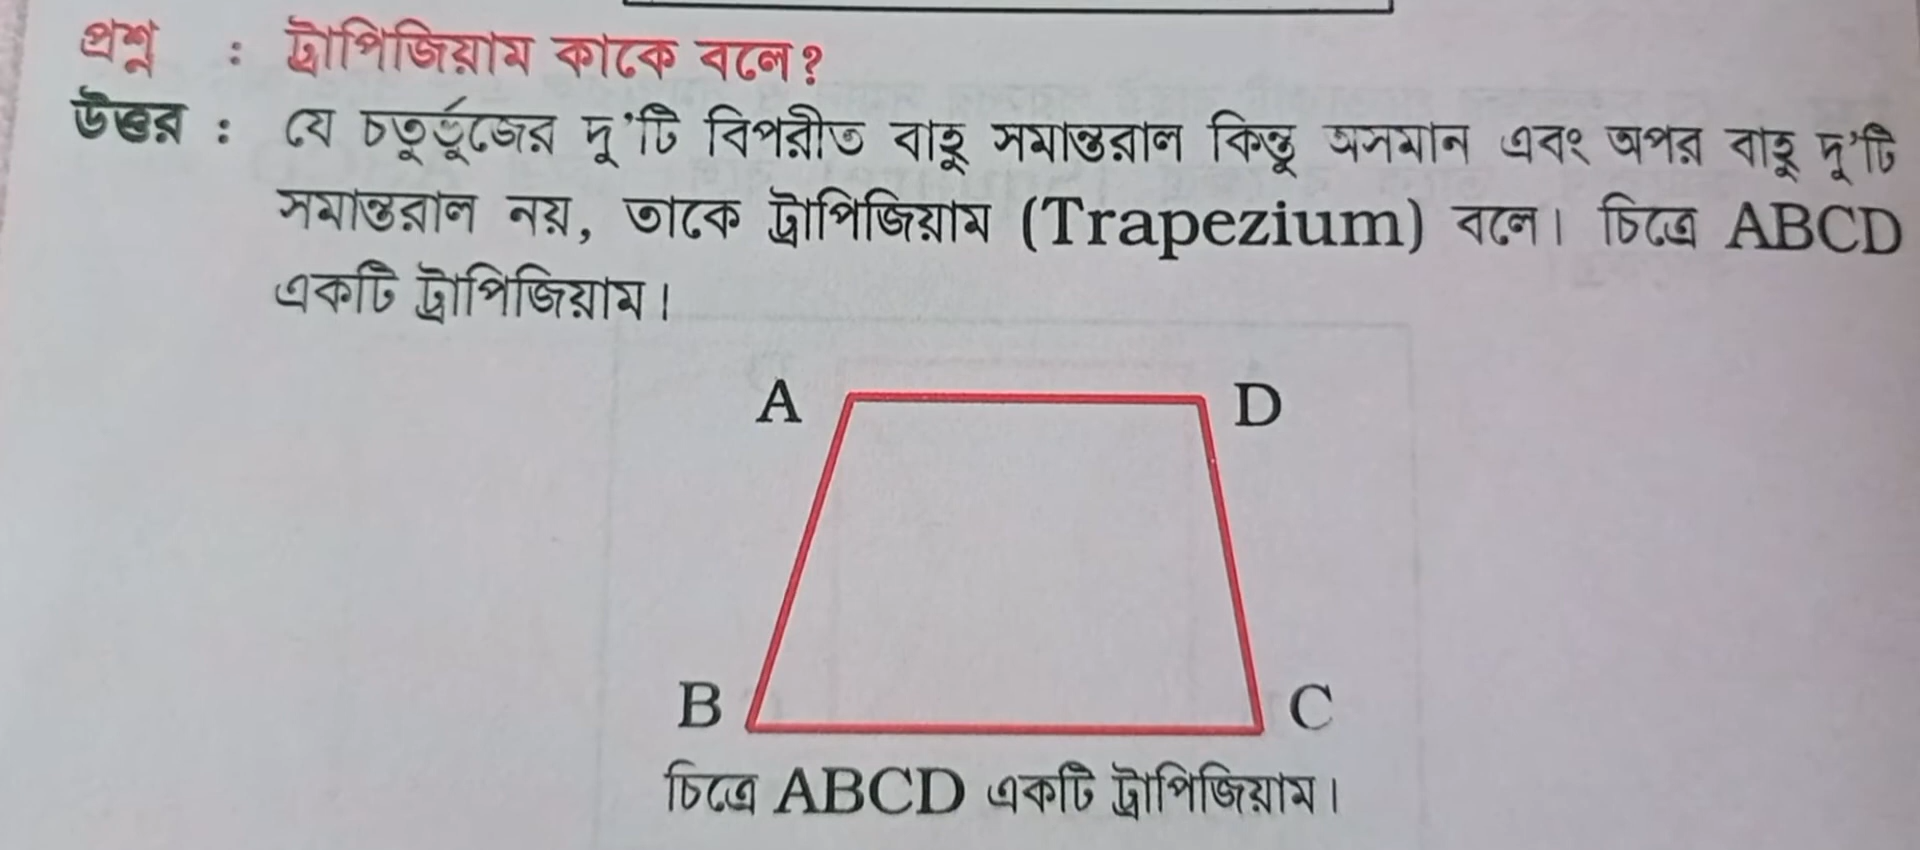 প্রশ্ন : ট্রাপিজিয়াম কাকে বলে?
উত্তর : যে চতুর্ভূজের দু'টি বিপরীত বাহু সমান্তরাল কিন্তু অসমান এবং অপর বাহু দু'টি
সমান্তরাল নয়, তাকে ট্রাপিজিয়াম (Trapezium) বলে। চিত্রে ABCD
একটি ট্রাপিজিয়াম।
A D
B C
চিত্রে ABCD একটি ট্রাপিজিয়াম।